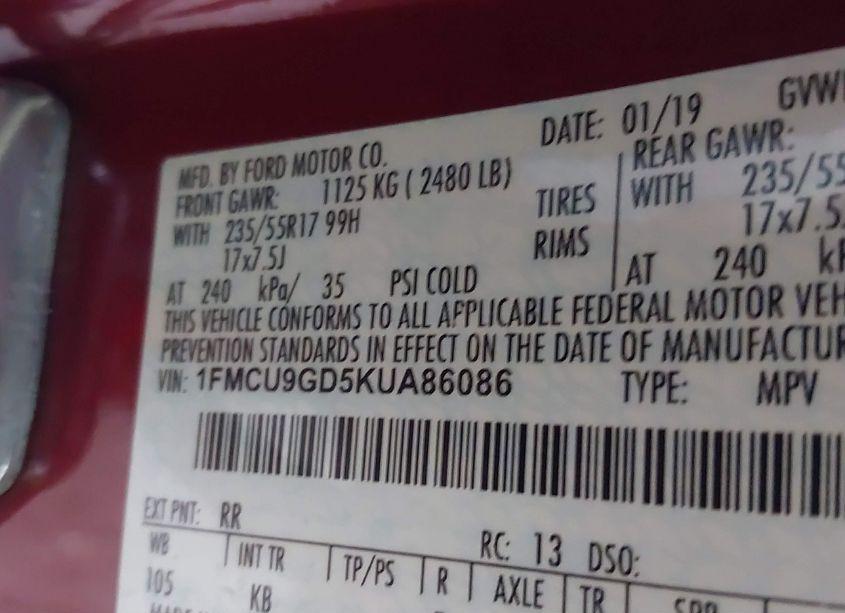 MFD. BY FORD MOTOR CO. DATE: 01/19 GVW
FRONT GAWR: 1125 KG ( 2480 LB) REAR GAWR:
WITH 235/55R17 99H TIRES WITH 235/55
17x7.5J RIMS 17x7.5
AT 240 kPa/ 35 PSI COLD AT 240 kP
THIS VEHICLE CONFORMS TO ALL APPLICABLE FEDERAL MOTOR VEH
PREVENTION STANDARDS IN EFFECT ON THE DATE OF MANUFACTUR
VIN: 1FMCU9GD5KUA86086 TYPE: MPV
EXT PNT: RR RC: 13 DSO:
WB INT TR TP/PS R AXLE TR SPR
105 KB